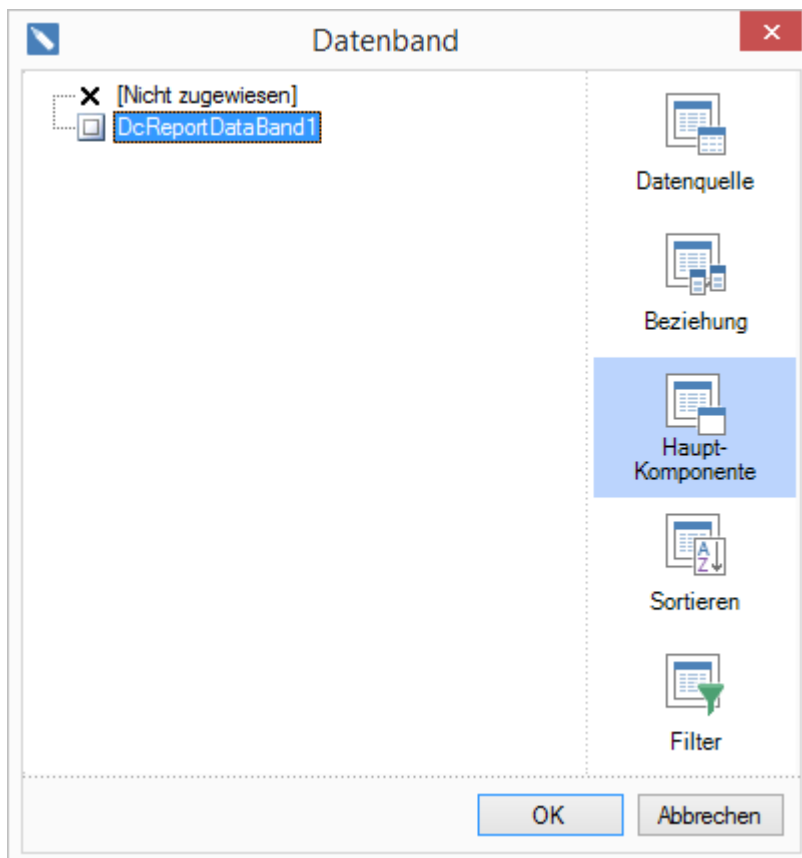 Datenband
[Nicht zugewiesen]
DcReportDataBand1
Datenquelle
Beziehung
Haupt-
Komponente
Sortieren
Filter
OK
Abbrechen